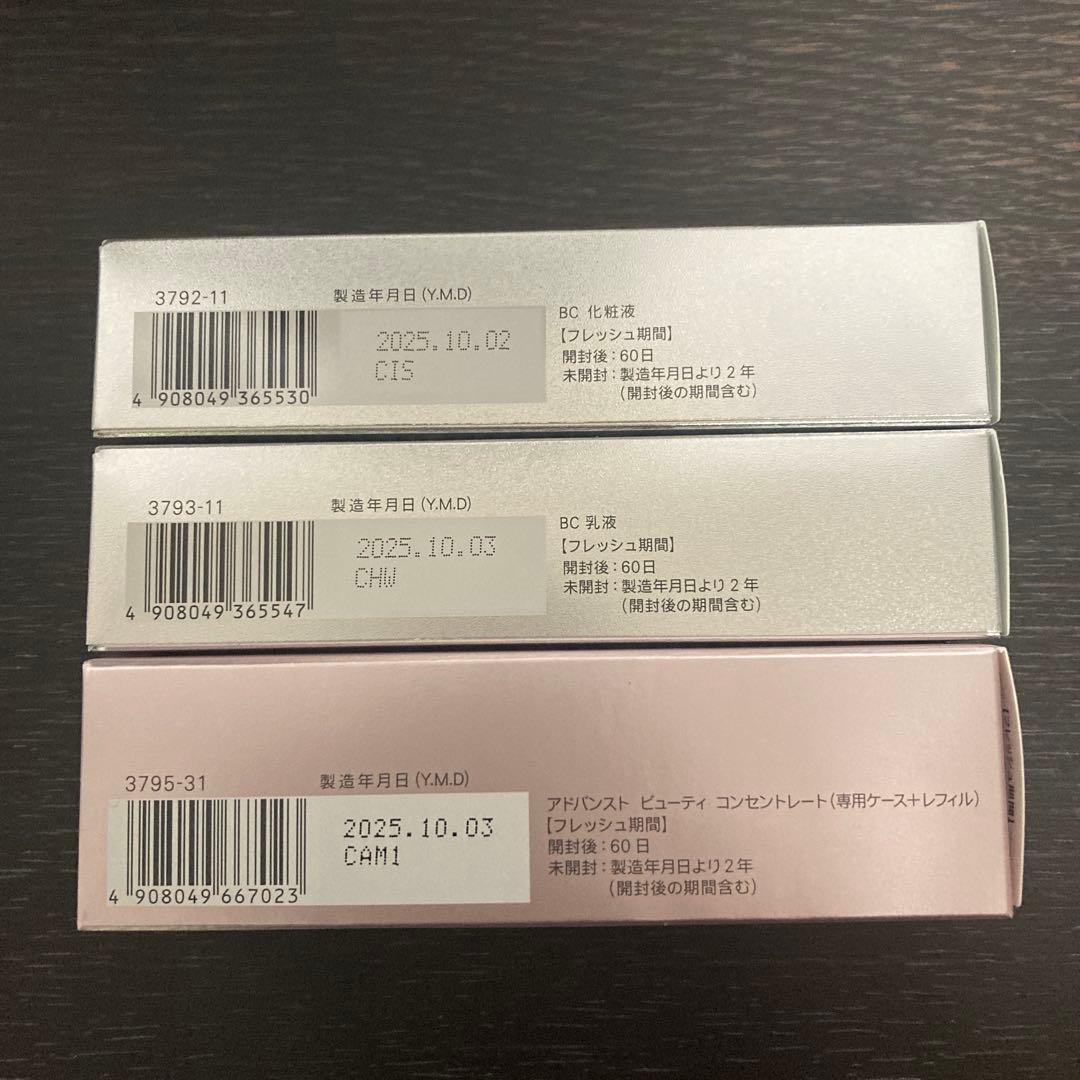 3792-11
製造年月日(Y.M.D)
2025.10.02
CIS
4 908049 365530
BC 化粧液
【フレッシュ期間】
開封後:60日
未開封:製造年月日より2年
(開封後の期間含む)
3793-11
製造年月日(Y.M.D)
2025.10.03
CHW
4 908049 365547
BC 乳液
【フレッシュ期間】
開封後:60日
未開封:製造年月日より2年
(開封後の期間含む)
3795-31
製造年月日(Y.M.D)
2025.10.03
CAM1
4 908049 667023
アドバンスト ビューティ コンセントレート(専用ケース+レフィル)
【フレッシュ期間】
開封後:60日
未開封:製造年月日より2年
(開封後の期間含む)